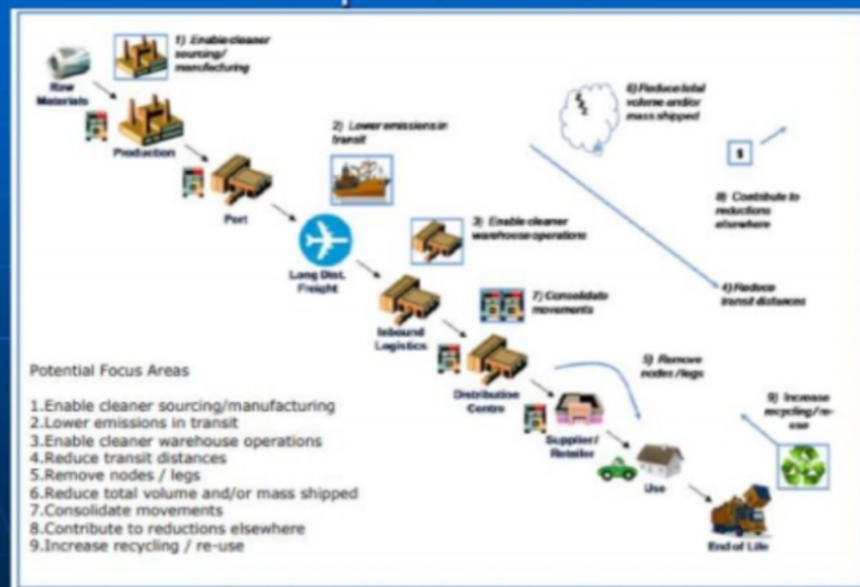 1) Enable cleaner
sourcing/
manufacturing
Raw
Materials
Production
2) Lower emissions in
transit
6) Reduce total
volume and/or
mass shipped
$
Port
8) Contribute to
reductions
elsewhere
3) Enable cleaner
warehouse operations
Long Dist.
Freight
4) Reduce
transit distances
7) Consolidate
movements
Inbound
Logistics
5) Remove
nodes / legs
Distribution
Centre
9) Increase
recycling/re-
use
Supplier/
Retailer
Use
End of Life
Potential Focus Areas
1.Enable cleaner sourcing/manufacturing
2.Lower emissions in transit
3.Enable cleaner warehouse operations
4.Reduce transit distances
5.Remove nodes / legs
6.Reduce total volume and/or mass shipped
7.Consolidate movements
8.Contribute to reductions elsewhere
9.Increase recycling / re-use